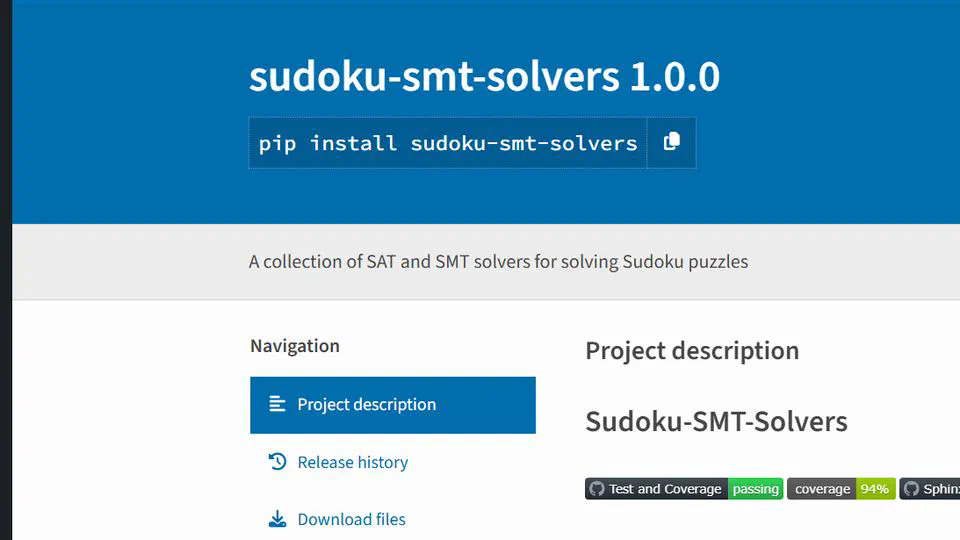 sudoku-smt-solvers 1.0.0
pip install sudoku-smt-solvers
A collection of SAT and SMT solvers for solving Sudoku puzzles
Navigation
Project description
Release history
Download files
Project description
Sudoku-SMT-Solvers
Test and Coverage passing coverage 94% Sphinx